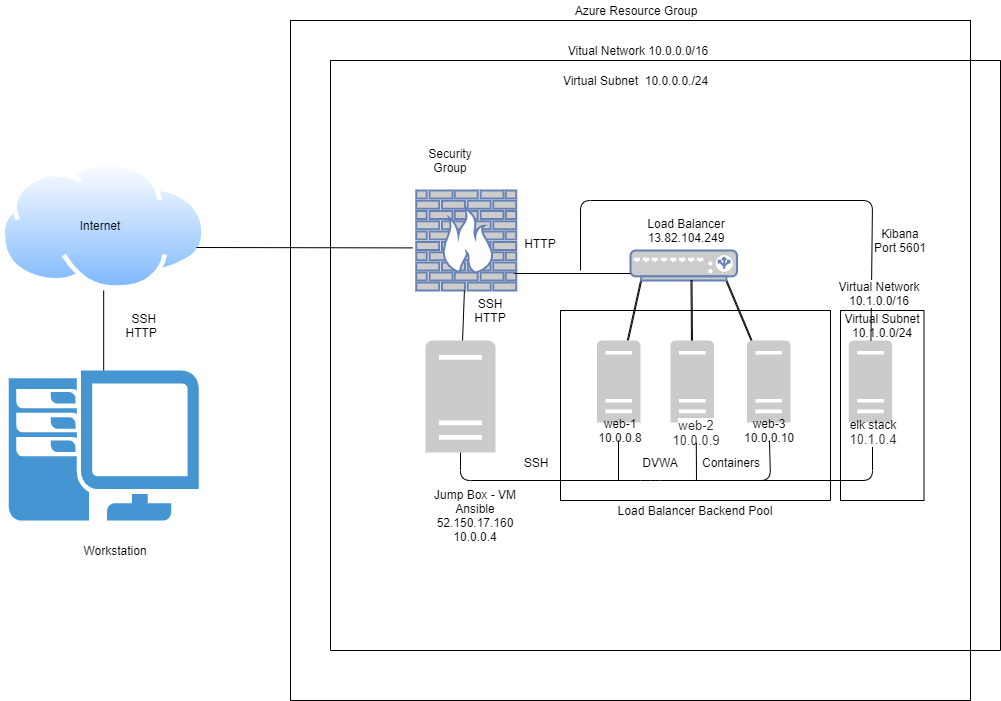 Azure Resource Group
Vitual Network 10.0.0.0/16
Virtual Subnet 10.0.0.0./24
Security
Group
Internet
HTTP
Load Balancer
13.82.104.249
Kibana
Port 5601
SSH
HTTP
SSH
HTTP
Virtual Network
10.1.0.0/16
Virtual Subnet
10.1.0.0/24
web-1
10.0.0.8
web-2
10.0.0.9
web-3
10.0.0.10
elk stack
10.1.0.4
SSH
DVWA
Containers
Jump Box - VM
Ansible
52.150.17.160
10.0.0.4
Load Balancer Backend Pool
Workstation